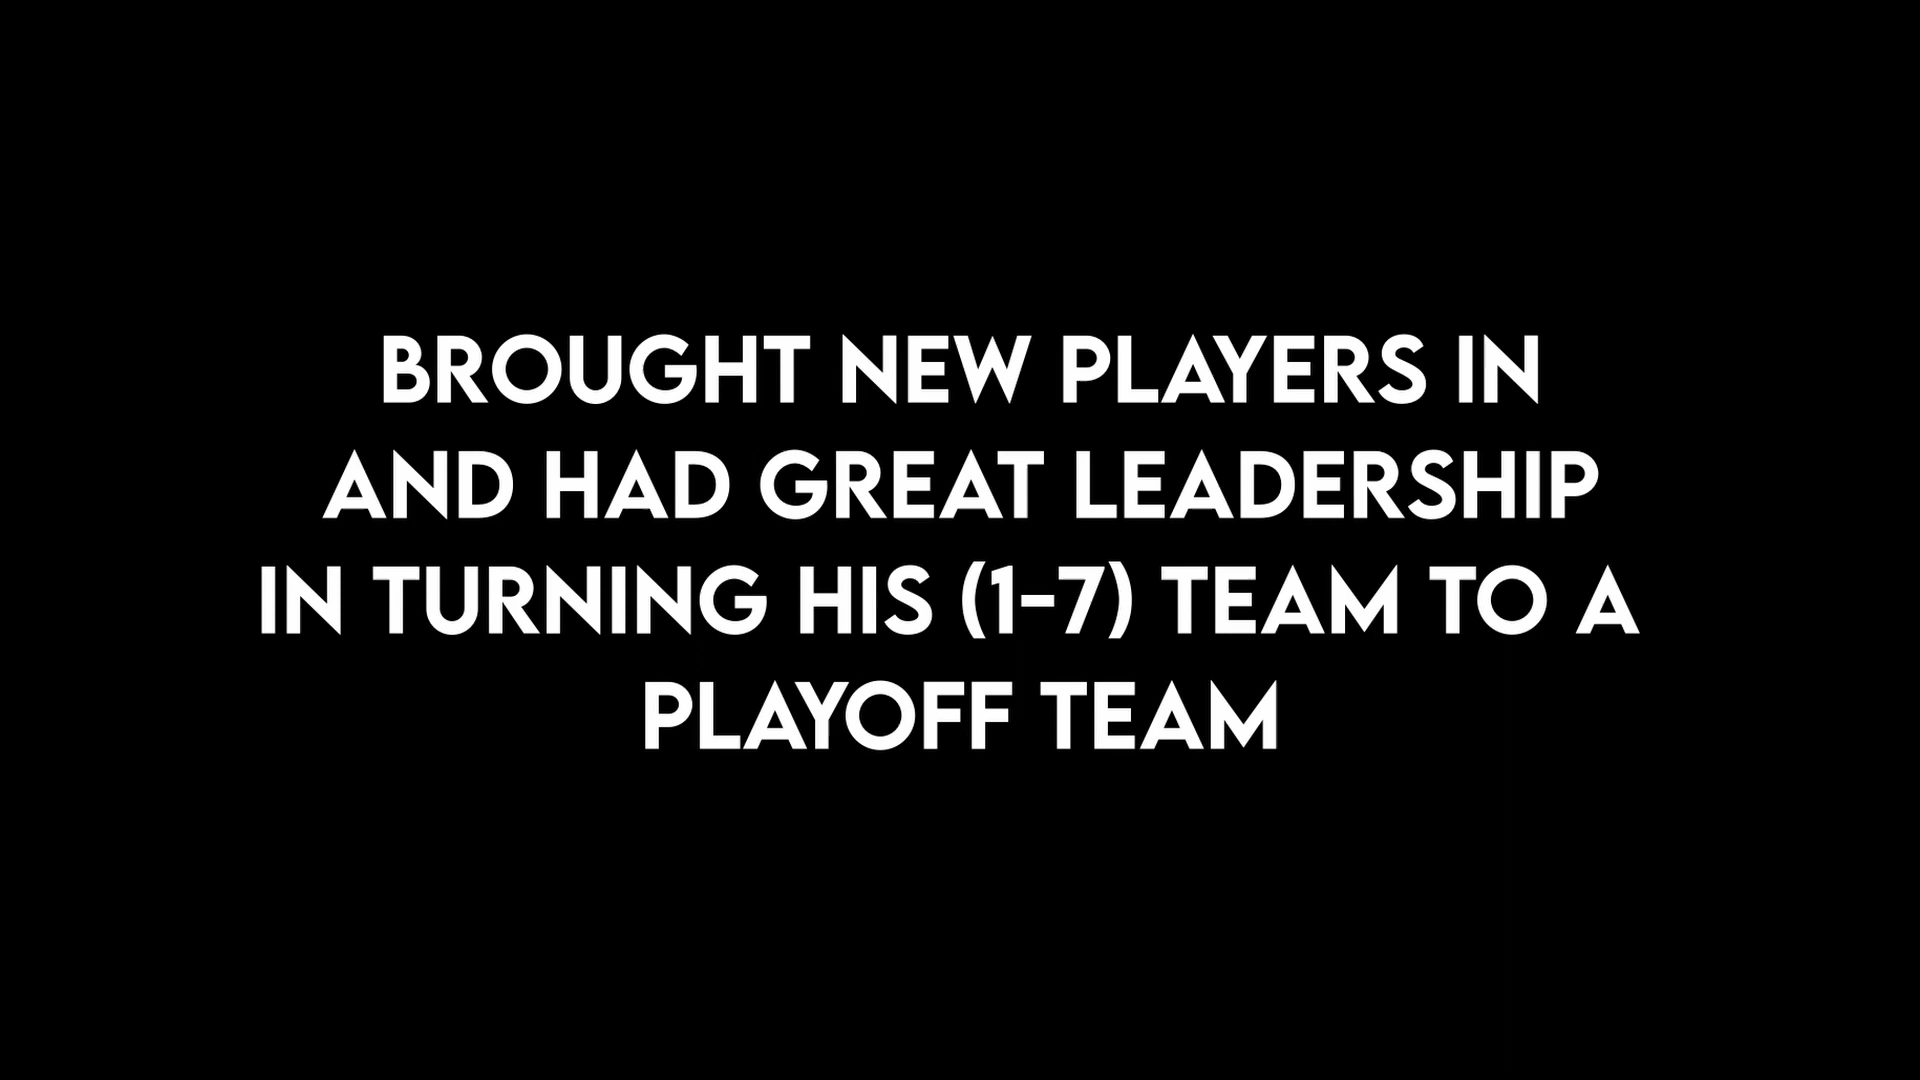 BROUGHT NEW PLAYERS IN
AND HAD GREAT LEADERSHIP
IN TURNING HIS (1-7) TEAM TO A
PLAYOFF TEAM